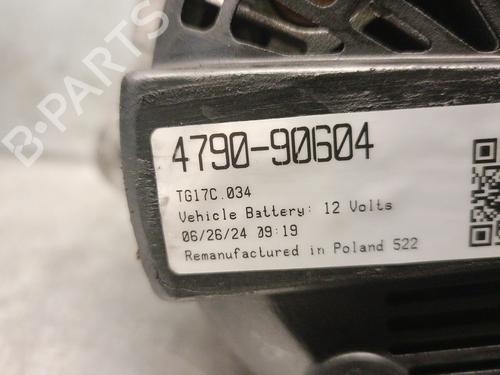 B-PARTS
4790-90604
TG17C.034
Vehicle Battery: 12 Volts
06/26/24 09:19
Remanufactured in Poland 522